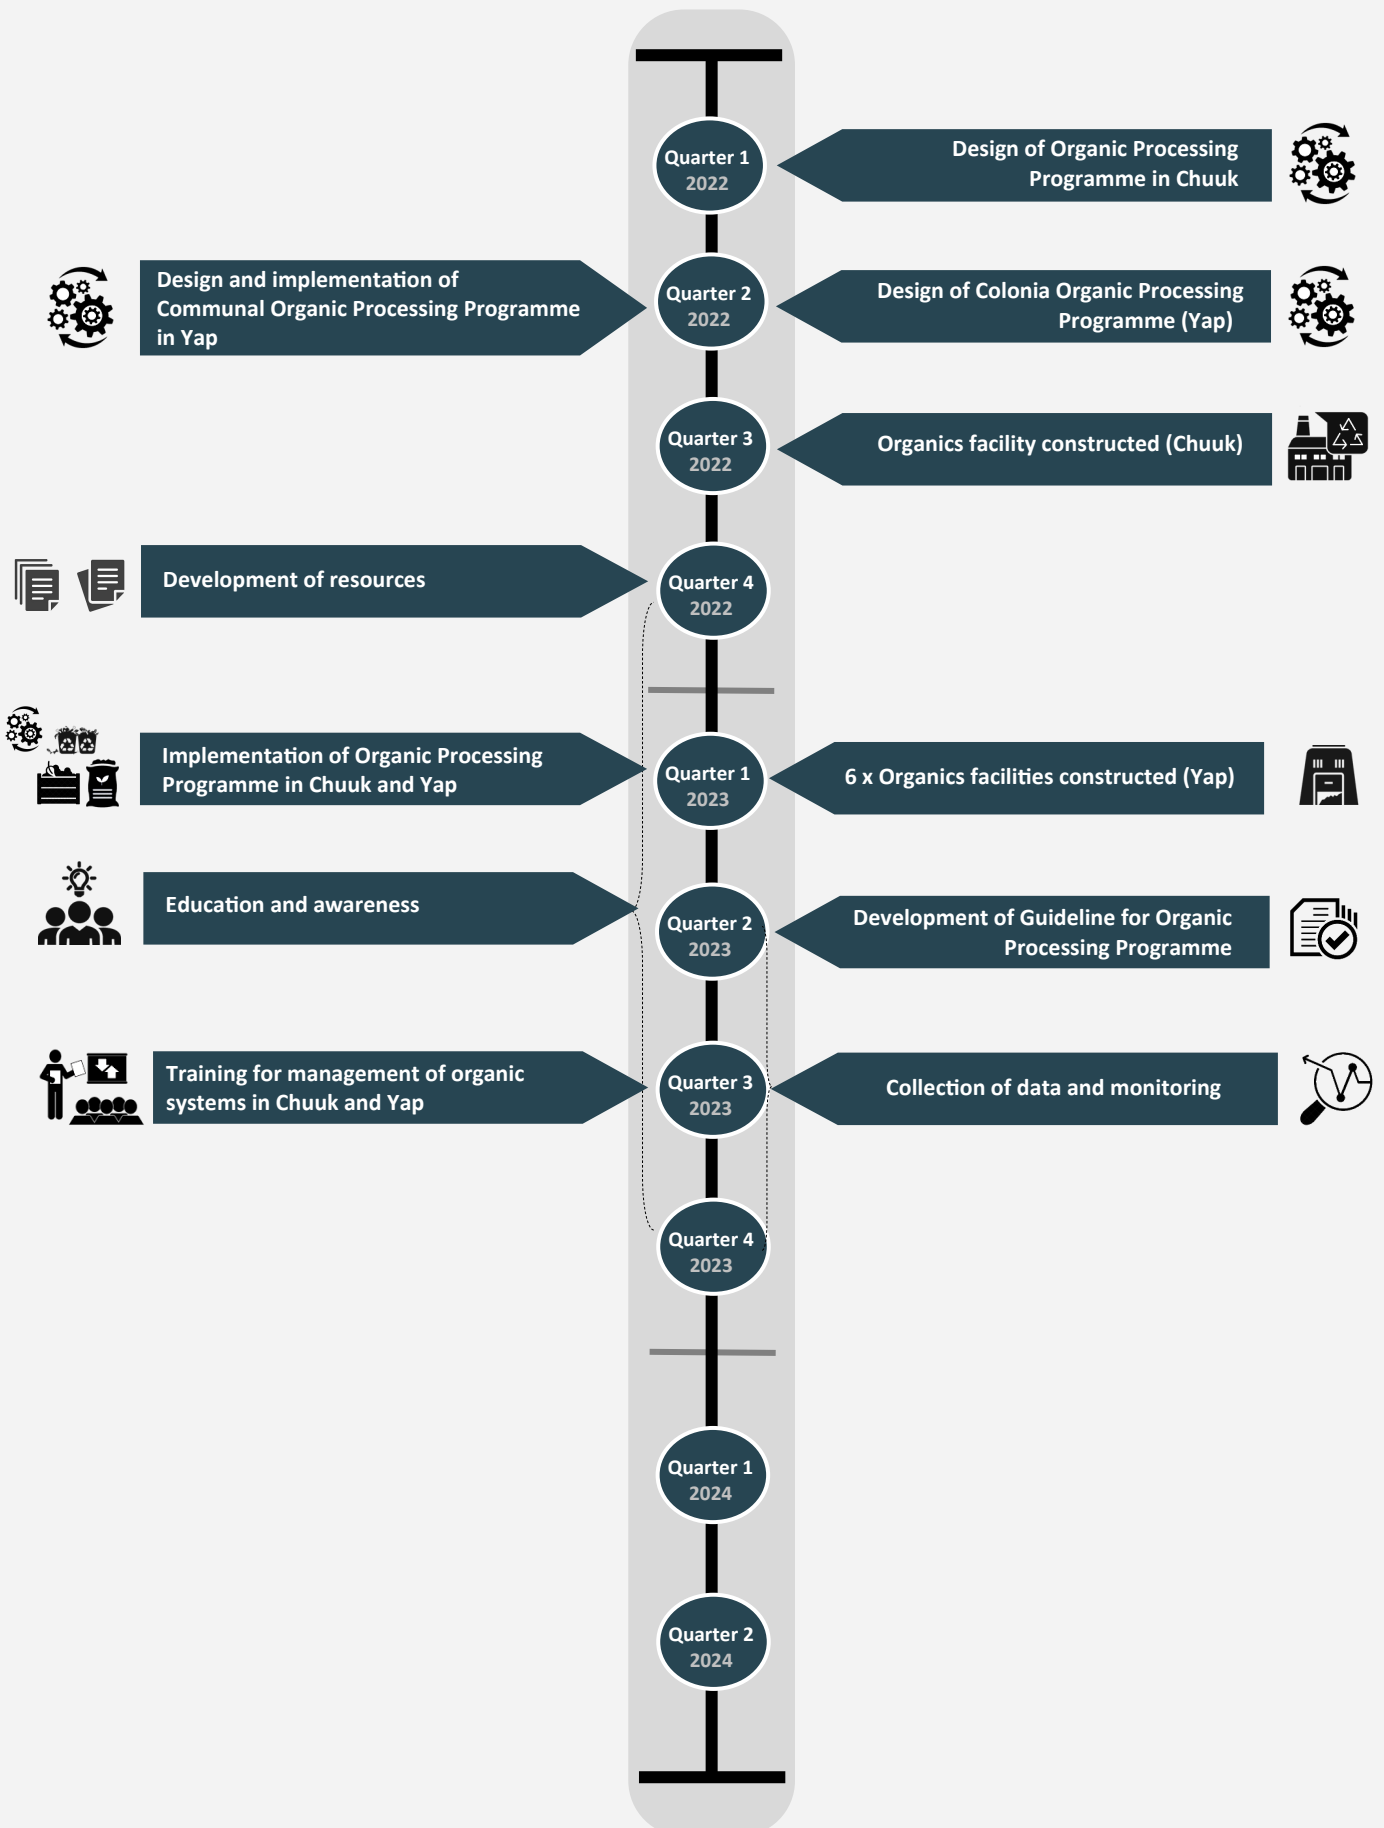 Quarter 1
2022
Design of Organic Processing
Programme in Chuuk
Design and implementation of
Communal Organic Processing Programme
in Yap
Quarter 2
2022
Design of Colonia Organic Processing
Programme (Yap)
Quarter 3
2022
Organics facility constructed (Chuuk)
Development of resources
Quarter 4
2022
Implementation of Organic Processing
Programme in Chuuk and Yap
Quarter 1
2023
6 x Organics facilities constructed (Yap)
Education and awareness
Quarter 2
2023
Development of Guideline for Organic
Processing Programme
Training for management of organic
systems in Chuuk and Yap
Quarter 3
2023
Collection of data and monitoring
Quarter 4
2023
Quarter 1
2024
Quarter 2
2024